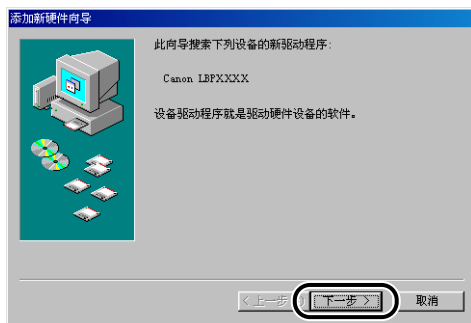 添加新硬件向导
此向导搜索下列设备的新驱动程序:
Canon LBPXXXX
设备驱动程序就是驱动硬件设备的软件。
< 上一步 下一步 > 取消